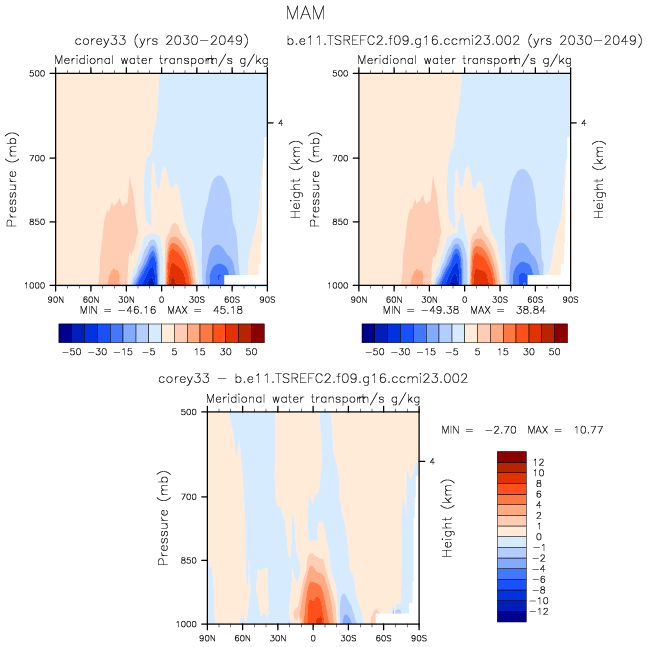 MAM
corey33 (yrs 2030-2049)
b.e11.TSREFC2.f09.g16.ccmi23.002 (yrs 2030-2049)
Meridional water transport m/s g/kg
Meridional water transport m/s g/kg
500
700
850
1000
Pressure (mb)
4
Height (km)
90N 60N 30N 0 30S 60S 90S
MIN = -46.16 MAX = 45.18
-50 -30 -15 -5 5 15 30 50
500
700
850
1000
Pressure (mb)
4
Height (km)
90N 60N 30N 0 30S 60S 90S
MIN = -49.38 MAX = 38.84
-50 -30 -15 -5 5 15 30 50
corey33 - b.e11.TSREFC2.f09.g16.ccmi23.002
Meridional water transport m/s g/kg
500
700
850
1000
Pressure (mb)
4
Height (km)
90N 60N 30N 0 30S 60S 90S
MIN = -2.70 MAX = 10.77
12
10
8
6
4
2
1
0
-1
-2
-4
-6
-8
-10
-12